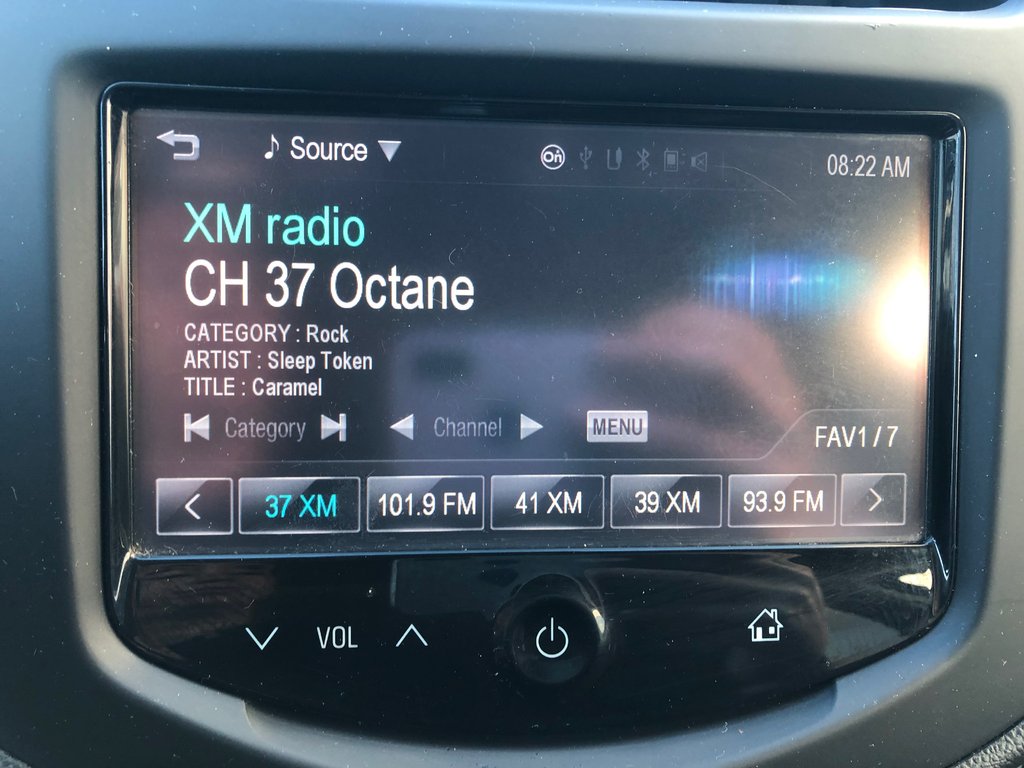 Source 08:22 AM
XM radio
CH 37 Octane
CATEGORY : Rock
ARTIST : Sleep Token
TITLE : Caramel
Category Channel MENU FAV1 / 7
< 37 XM 101.9 FM 41 XM 39 XM 93.9 FM >
VOL